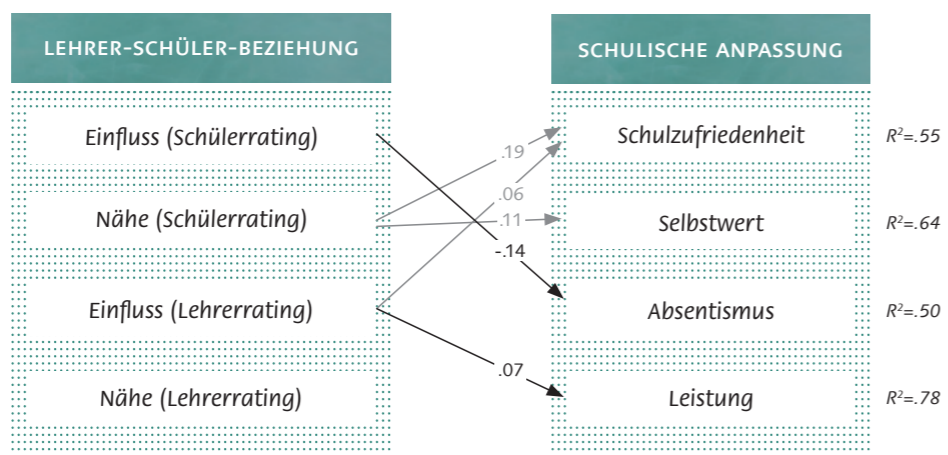 LEHRER-SCHÜLER-BEZIEHUNG
SCHULISCHE ANPASSUNG
Einfluss (Schülerrating)
Schulzufriedenheit
R²=.55
.19
.06
Nähe (Schülerrating)
.11
Selbstwert
R²=.64
-.14
Einfluss (Lehrerrating)
Absentismus
R²=.50
.07
Nähe (Lehrerrating)
Leistung
R²=.78